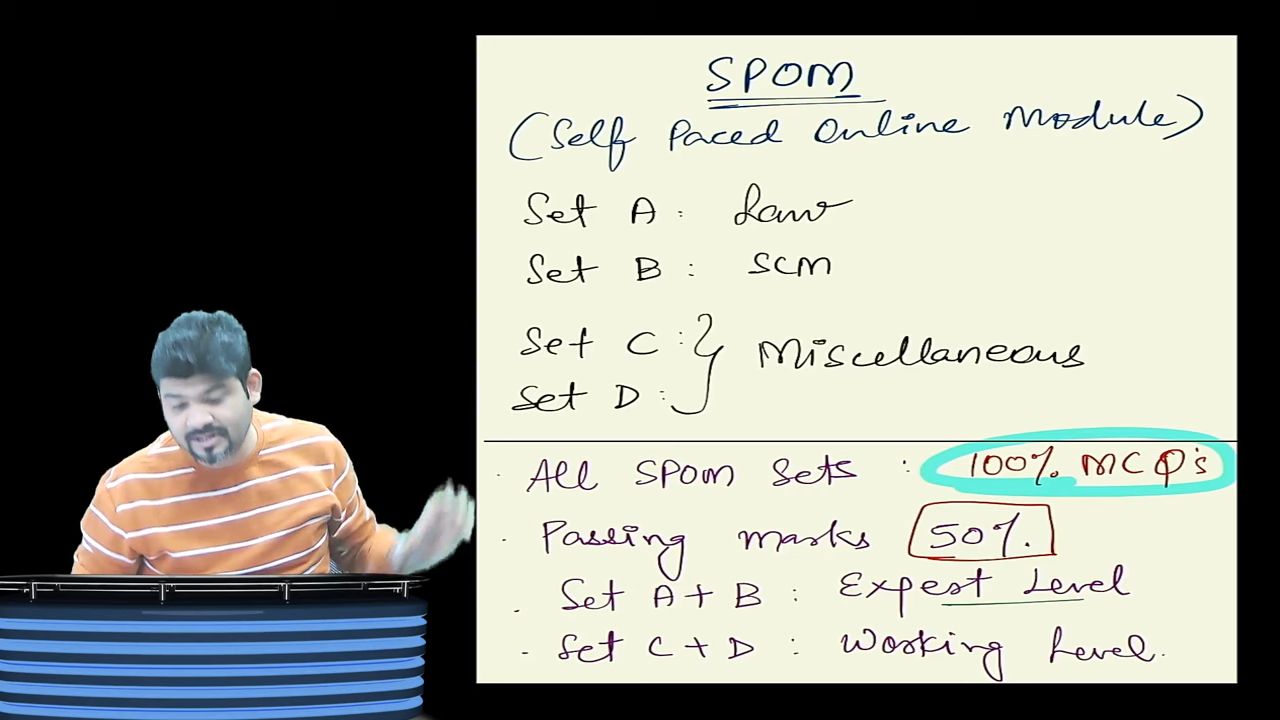 SPOM
(Self Paced Online Module)
Set A : Law
Set B : SCM
Set C :
Set D : } Miscellaneous
· All SPOM Sets : 100% MCQ's
· Passing marks 50%.
· Set A + B : Expert Level
- Set C + D : Working Level.